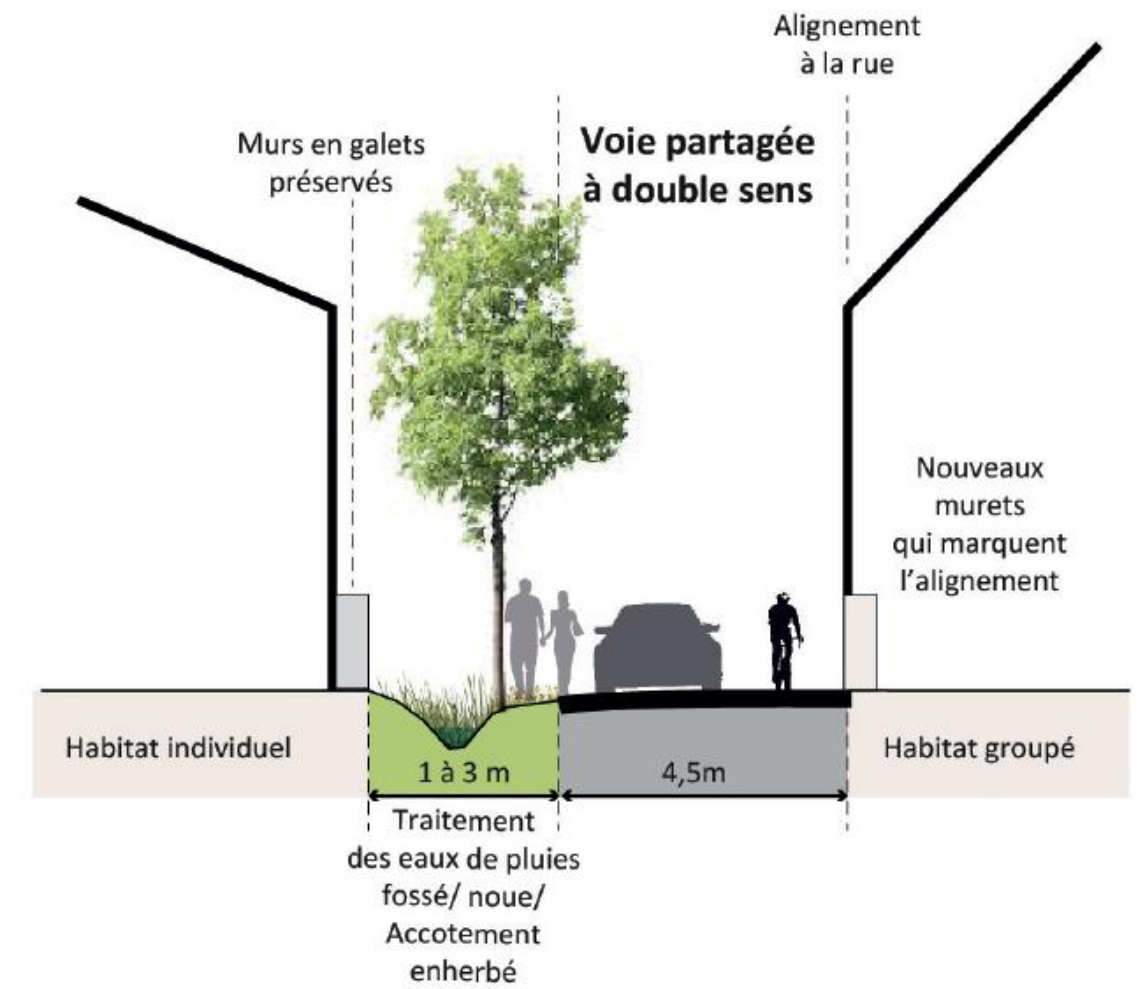 Alignement
à la rue
Murs en galets
préservés
Voie partagée
à double sens
Nouveaux
murets
qui marquent
l'alignement
Habitat individuel
1 à 3 m
4,5m
Habitat groupé
Traitement
des eaux de pluies
fossé/ noue/
Accotement
enherbé